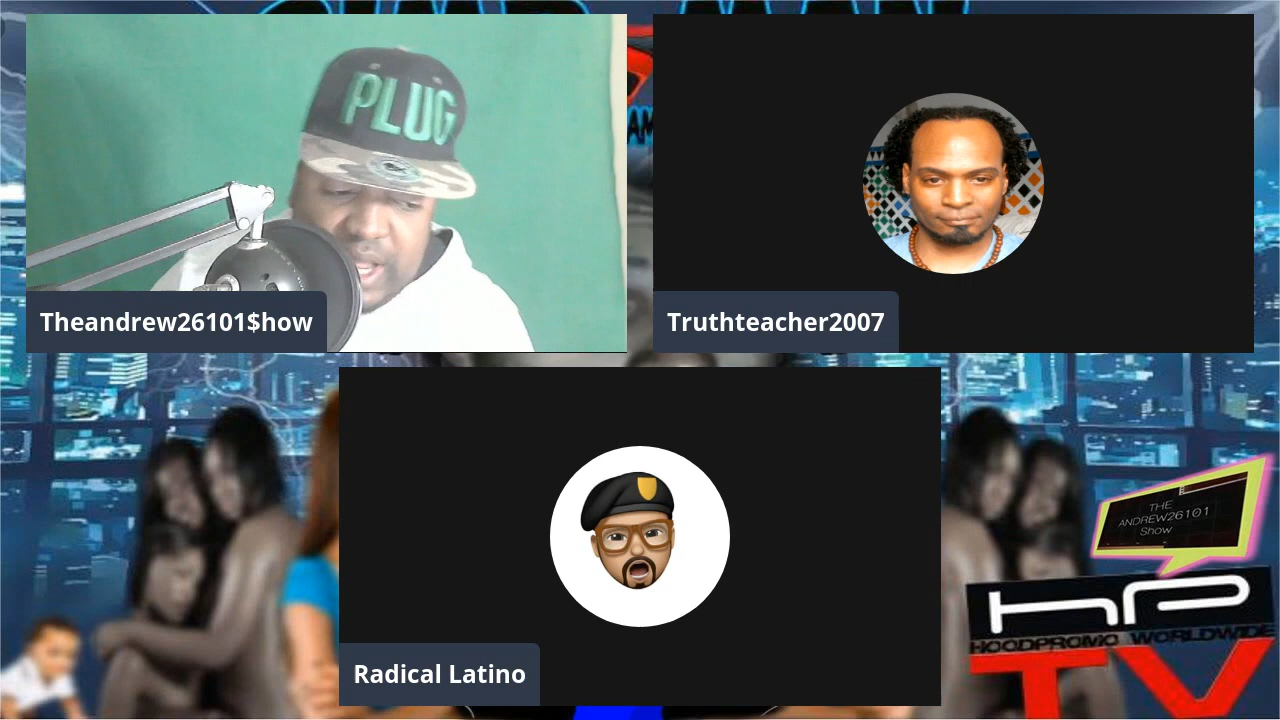 PLUG
Theandrew26101$how
Truthteacher2007
Radical Latino
THE
ANDREW26101
Show
HOODPROMO WORLDWIDE
TV